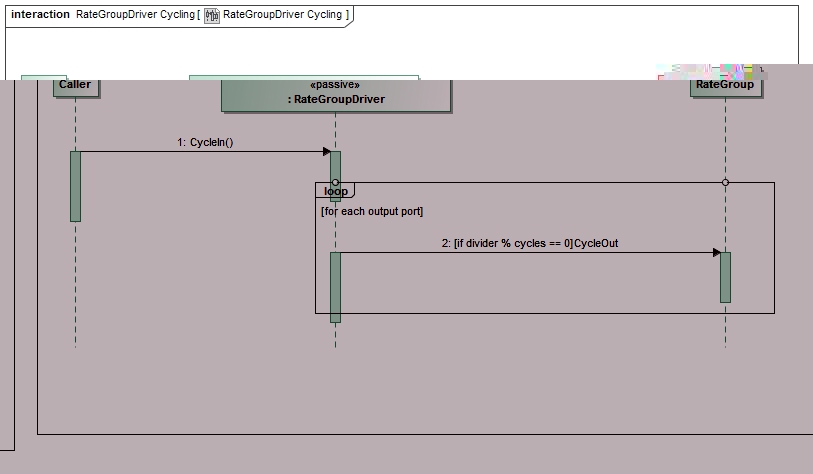 interaction RateGroupDriver Cycling [ RateGroupDriver Cycling ]
Caller
«passive»
: RateGroupDriver
RateGroup
1: CycleIn()
loop
[for each output port]
2: [if divider % cycles == 0]CycleOut